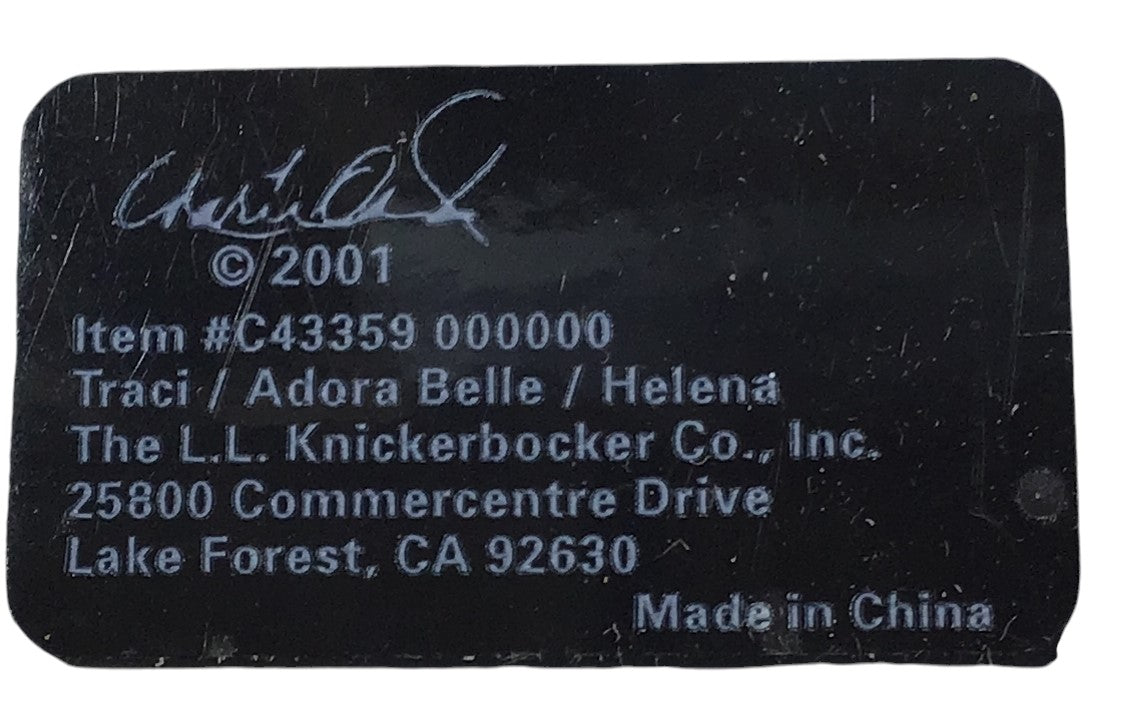 © 2001
Item #C43359 000000
Traci / Adora Belle / Helena
The L.L. Knickerbocker Co., Inc.
25800 Commercentre Drive
Lake Forest, CA 92630
Made in China